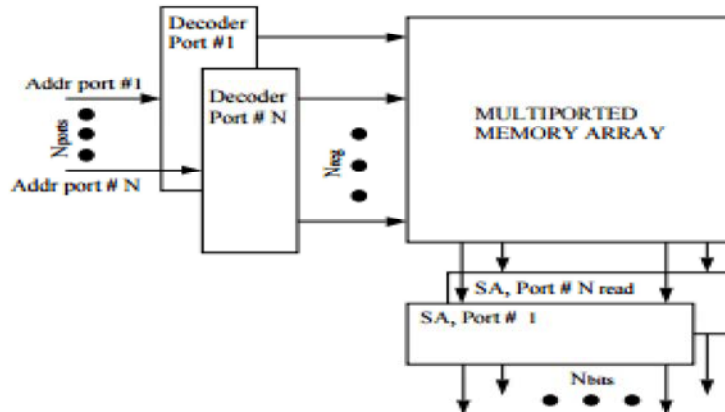 Decoder
Port #1
Addr port #1
Decoder
Port # N
Nports
Addr port # N
Nreg
MULTIPORTED
MEMORY ARRAY
SA, Port # N read
SA, Port # 1
Nbits